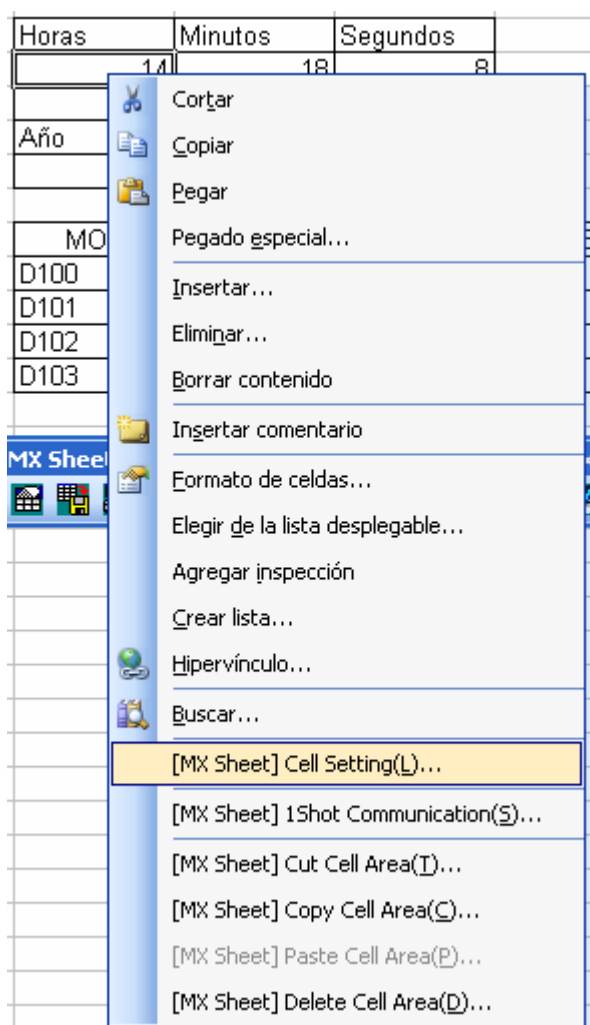 Horas Minutos Segundos
14 18 8
Cortar
Año
Copiar
Pegar
MO
Pegado especial...
D100
Insertar...
D101
D102
Eliminar...
D103
Borrar contenido
Insertar comentario
MX Sheet
Formato de celdas...
Elegir de la lista desplegable...
Agregar inspección
Crear lista...
Hipervínculo...
Buscar...
[MX Sheet] Cell Setting(L)...
[MX Sheet] 1Shot Communication(S)...
[MX Sheet] Cut Cell Area(T)...
[MX Sheet] Copy Cell Area(C)...
[MX Sheet] Paste Cell Area(P)...
[MX Sheet] Delete Cell Area(D)...